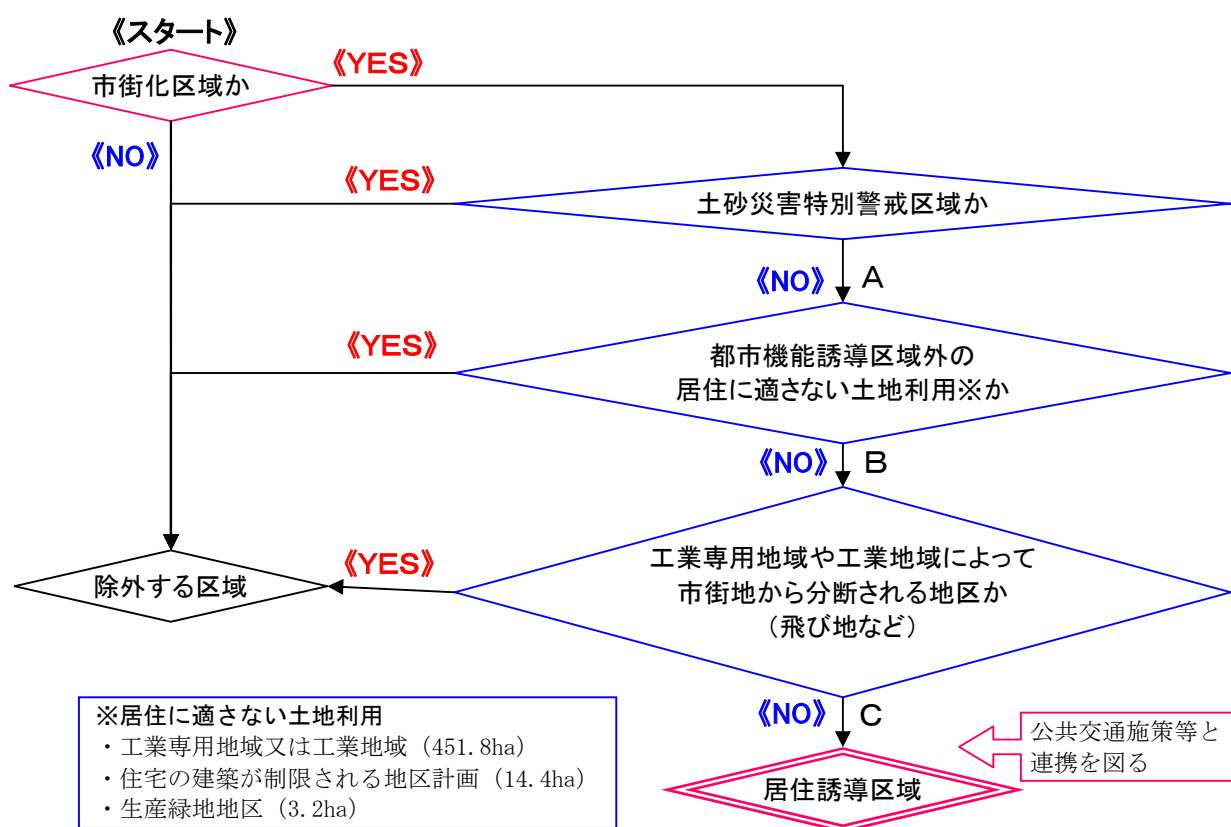 《スタート》
市街化区域か
《YES》
《NO》
《YES》
土砂災害特別警戒区域か
《NO》
A
《YES》
都市機能誘導区域外の
居住に適さない土地利用※か
《NO》
B
《YES》
工業専用地域や工業地域によって
市街地から分断される地区か
（飛び地など）
除外する区域
《NO》
C
公共交通施策等と
連携を図る
居住誘導区域
※居住に適さない土地利用
・工業専用地域又は工業地域（451.8ha）
・住宅の建築が制限される地区計画（14.4ha）
・生産緑地地区（3.2ha）